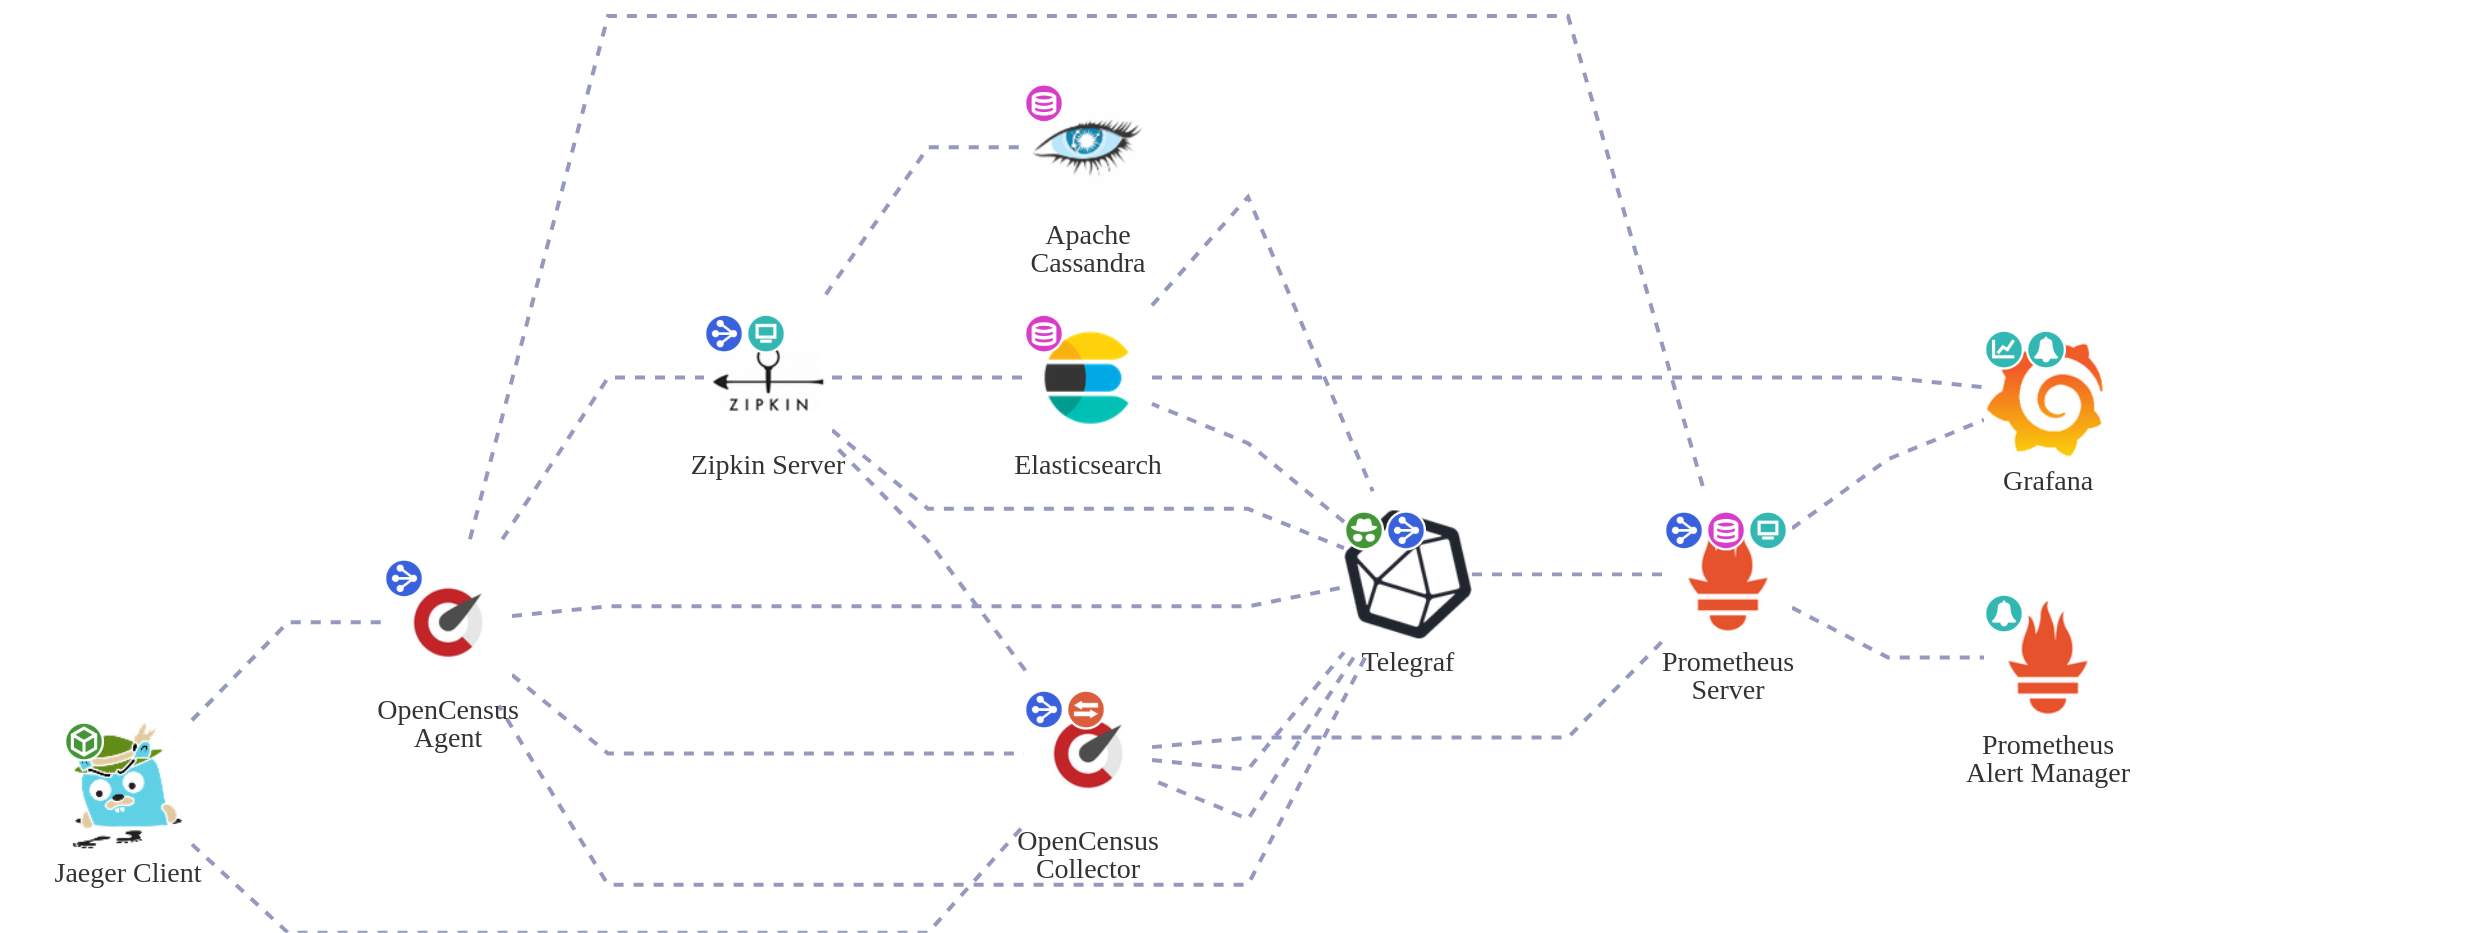 Apache
Cassandra
ZIPKIN
Zipkin Server
Elasticsearch
Grafana
OpenCensus
Agent
Telegraf
Prometheus
Server
Prometheus
Alert Manager
OpenCensus
Collector
Jaeger Client